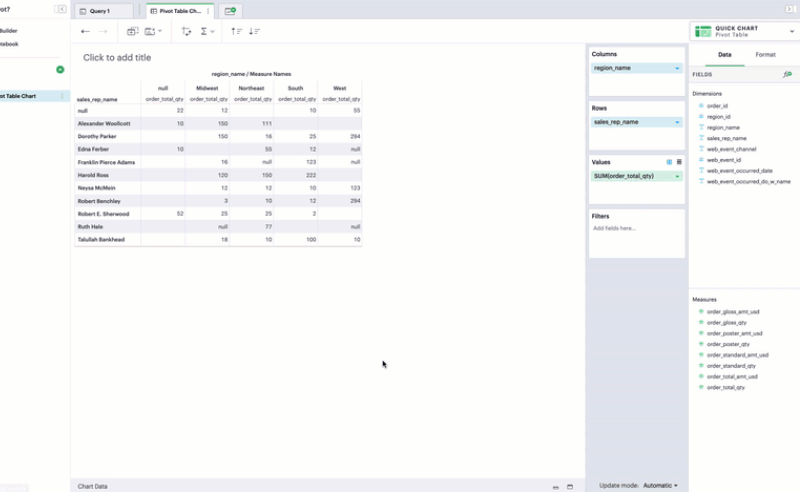 vot?
Query 1
Pivot Table Ch...
Builder
otebook
ot Table Chart
Click to add title
region_name / Measure Names
null Midwest Northeast South West
sales_rep_name order_total_qty order_total_qty order_total_qty order_total_qty order_total_qty
null 22 12 10 55
Alexander Woollcott 10 150 111
Dorothy Parker 150 16 25 294
Edna Ferber 10 55 12 null
Franklin Pierce Adams 16 null 123 null
Harold Ross 120 150 222
Neysa McMein 12 12 10 123
Robert Benchley 3 10 12 294
Robert E. Sherwood 52 25 25 2
Ruth Hale null 77 null
Talullah Bankhead 18 10 100 10
Chart Data
Columns
region_name
Rows
sales_rep_name
Values
SUM(order_total_qty)
Filters
Add fields here...
Update mode: Automatic
QUICK CHART
Pivot Table
Data Format
FIELDS
Dimensions
order_id
region_id
region_name
sales_rep_name
web_event_channel
web_event_id
web_event_occurred_date
web_event_occurred_do_w_name
Measures
order_gloss_amt_usd
order_gloss_qty
order_poster_amt_usd
order_poster_qty
order_standard_amt_usd
order_standard_qty
order_total_amt_usd
order_total_qty